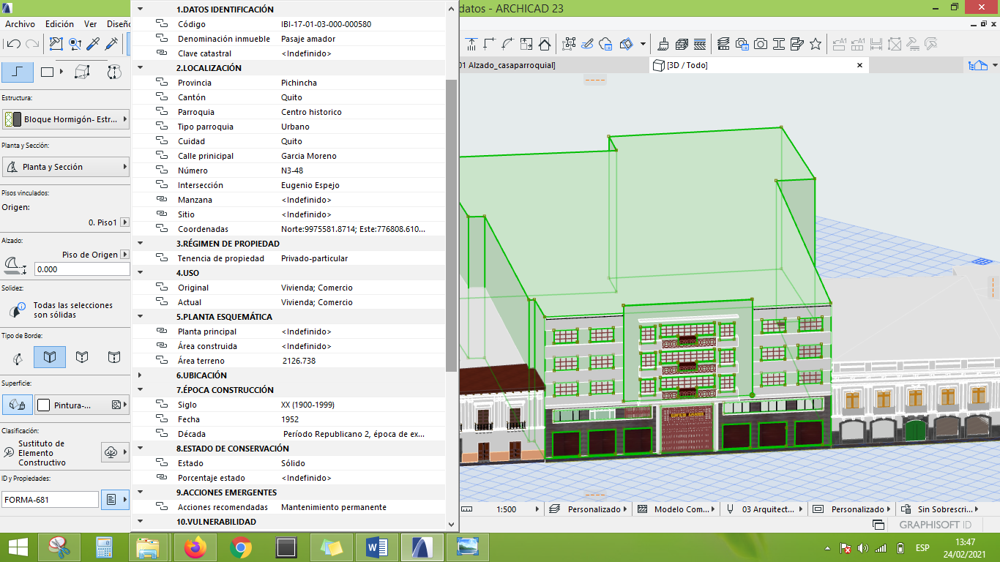 datos - ARCHICAD 23
Archivo Edición Ver Diseño
01 Alzado_casaparroquial]
[3D / Todo]
Estructura:
Bloque Hormigón- Estr...
Planta y Sección:
Planta y Sección
Pisos vinculados:
Origen:
0. Piso1
Alzado:
Piso de Origen
0.000
Solidez:
Todas las selecciones
son sólidas
Tipo de Borde:
Superficie:
Pintura-...
Clasificación:
Sustituto de
Elemento
Constructivo
ID y Propiedades:
FORMA-681
1.DATOS IDENTIFICACIÓN
Código IBI-17-01-03-000-000580
Denominación inmueble Pasaje amador
Clave catastral <Indefinido>
2.LOCALIZACIÓN
Provincia Pichincha
Cantón Quito
Parroquia Centro historico
Tipo parroquia Urbano
Cuidad Quito
Calle prinicipal Garcia Moreno
Número N3-48
Intersección Eugenio Espejo
Manzana <Indefinido>
Sitio <Indefinido>
Coordenadas Norte:9975581.8714; Este:776808.610...
3.RÉGIMEN DE PROPIEDAD
Tenencia de propiedad Privado-particular
4.USO
Original Vivienda; Comercio
Actual Vivienda; Comercio
5.PLANTA ESQUEMÁTICA
Planta principal <Indefinido>
Área construida <Indefinido>
Área terreno 2126.738
6.UBICACIÓN
7.ÉPOCA CONSTRUCCIÓN
Siglo XX (1900-1999)
Fecha 1952
Década Período Republicano 2, época de ex...
8.ESTADO DE CONSERVACIÓN
Estado Sólido
Porcentaje estado <Indefinido>
9.ACCIONES EMERGENTES
Acciones recomendadas Mantenimiento permanente
10.VULNERABILIDAD
1:500 Personalizado Modelo Com... 03 Arquitect... Personalizado Sin Sobrescri...
GRAPHISOFT ID
ESP
13:47
24/02/2021